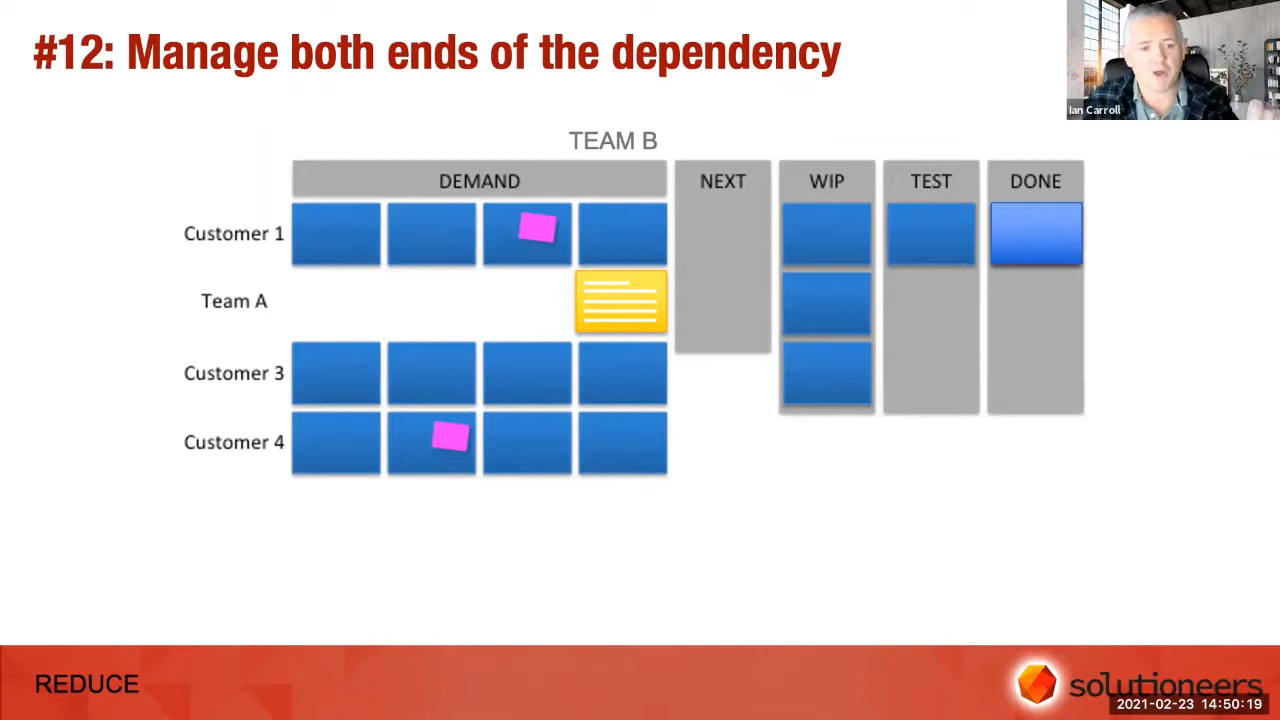 #12: Manage both ends of the dependency
Ian Carroll
TEAM B
DEMAND NEXT WIP TEST DONE
Customer 1
Team A
Customer 3
Customer 4
REDUCE
solutioneers
2021-02-23 14:50:19